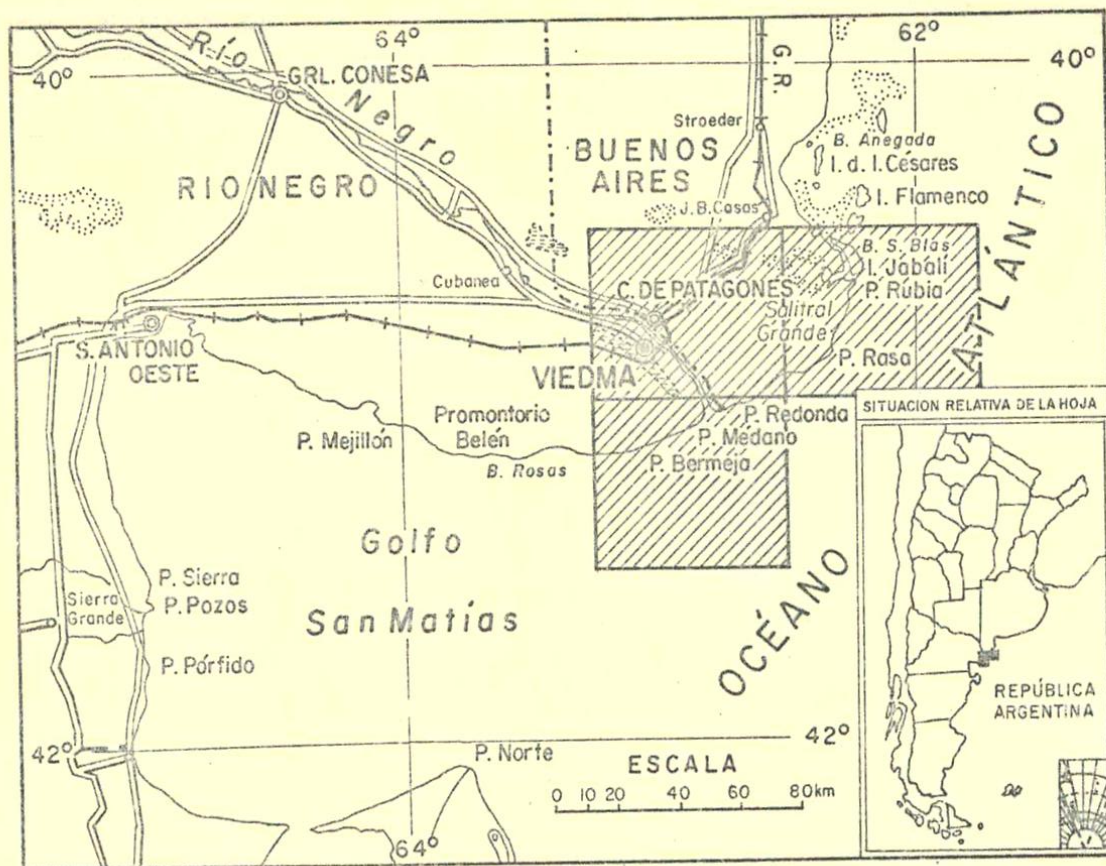 64°
62°
40°
40°
Río Negro
GRL. CONESA
G.R.
Stroeder
BUENOS
AIRES
B. Anegada
I. d. l. Césares
I. Flamenco
RIO NEGRO
J.B. Casas
B. S. Blás
I. Jabalí
P. Rúbia
Cubanea
C. DE PATAGONES
Salitral
Grande
ATLÁNTICO
S. ANTONIO
OESTE
VIEDMA
P. Rasa
P. Redonda
P. Medano
P. Bermeja
P. Mejillón
Promontorio
Belén
B. Rosas
SITUACION RELATIVA DE LA HOJA
Golfo
San Matías
P. Sierra
P. Pozos
Sierra
Grande
P. Pórfido
OCÉANO
REPÚBLICA
ARGENTINA
42°
42°
P. Norte
ESCALA
0 10 20 40 60 80km
64°